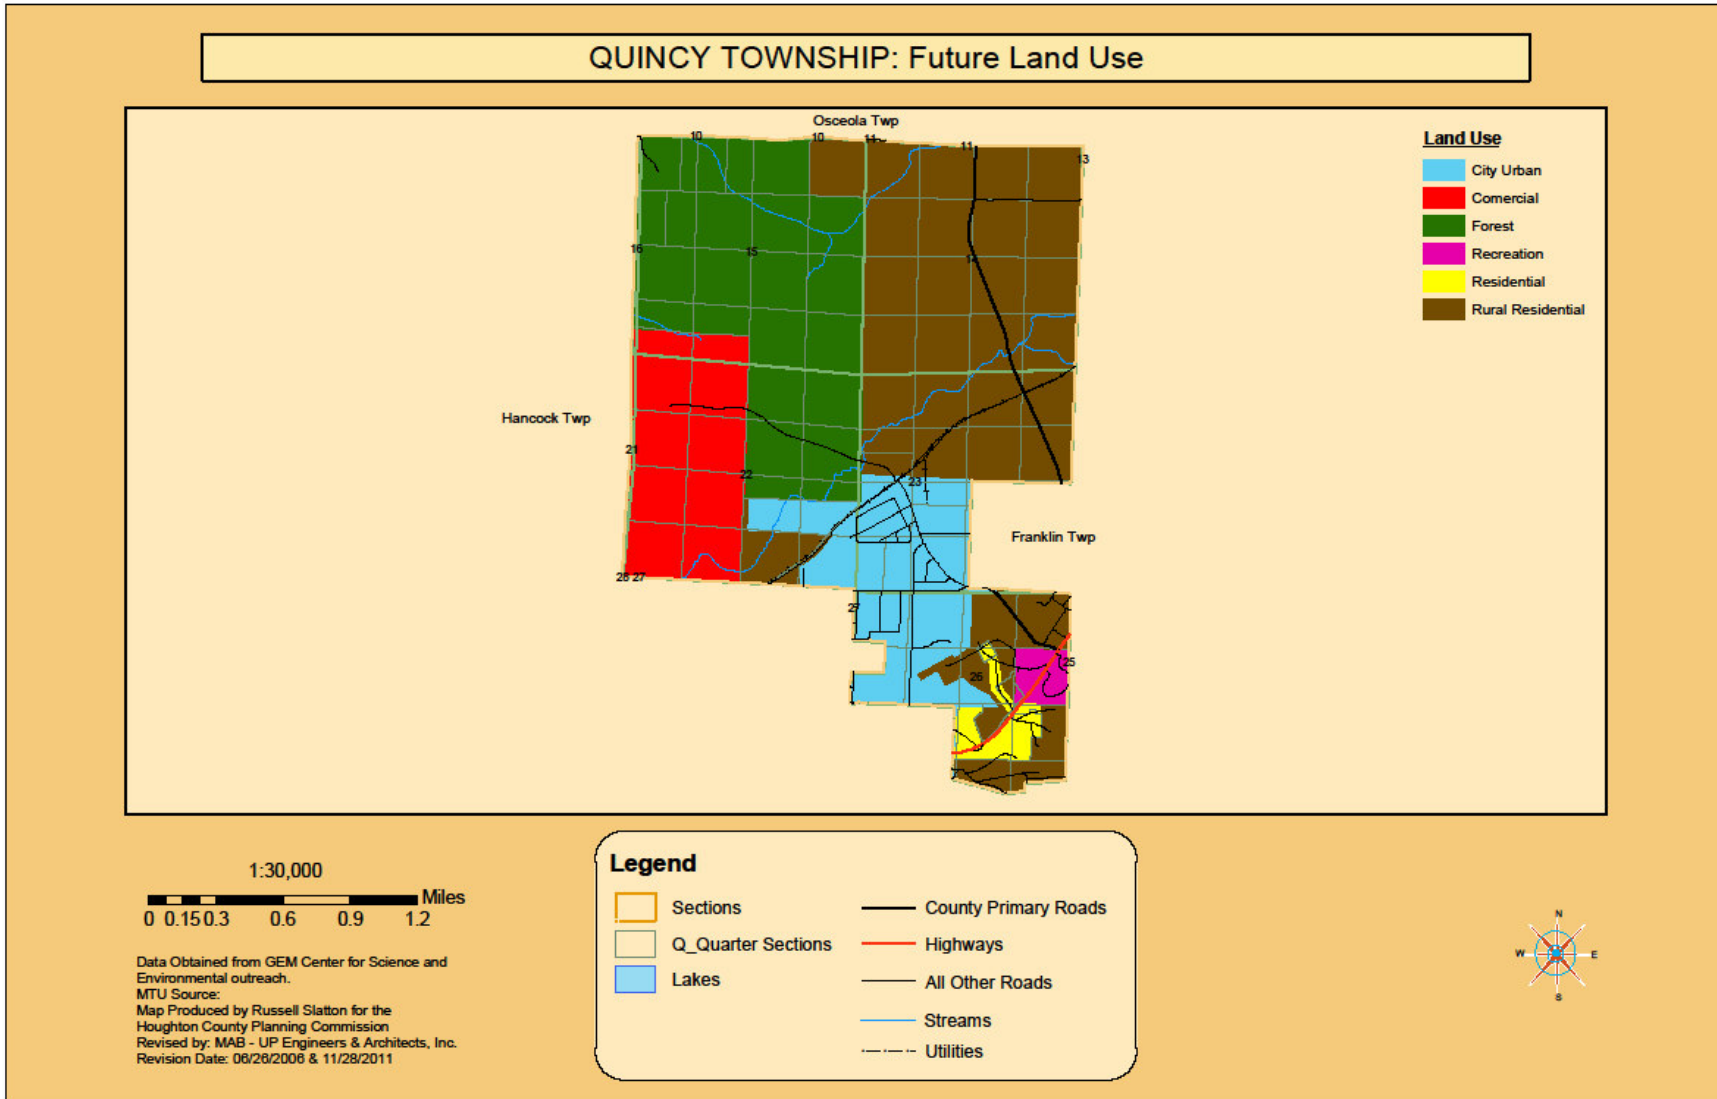 QUINCY TOWNSHIP: Future Land Use
Osceola Twp
10
10
11
11
13
16
15
14
Hancock Twp
21
22
23
Franklin Twp
28 27
27
25
26
Land Use
City Urban
Comercial
Forest
Recreation
Residential
Rural Residential
1:30,000
Miles
0 0.15 0.3 0.6 0.9 1.2
Data Obtained from GEM Center for Science and
Environmental outreach.
MTU Source:
Map Produced by Russell Slatton for the
Houghton County Planning Commission
Revised by: MAB - UP Engineers & Architects, Inc.
Revision Date: 06/26/2006 & 11/28/2011
Legend
Sections
Q_Quarter Sections
Lakes
County Primary Roads
Highways
All Other Roads
Streams
Utilities
N
W E
S